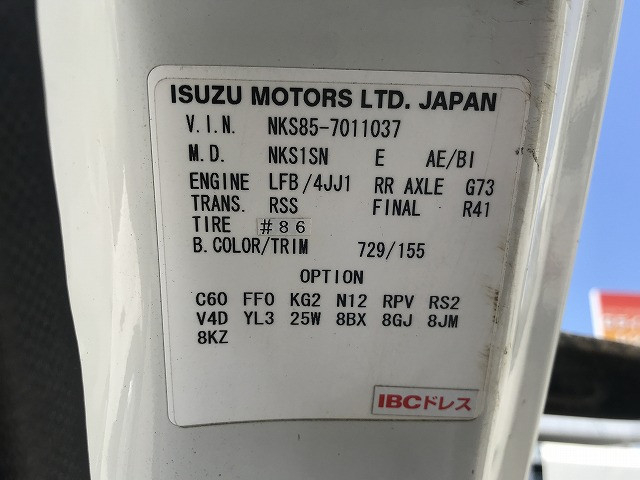 ISUZU MOTORS LTD. JAPAN
V.I.N. NKS85-7011037
M.D. NKS1SN E AE/BI
ENGINE LFB/4JJ1 RR AXLE G73
TRANS. RSS FINAL R41
TIRE #86
B.COLOR/TRIM 729/155
OPTION
C60 FF0 KG2 N12 RPV RS2
V4D YL3 25W 8BX 8GJ 8JM
8KZ
IBCドレス